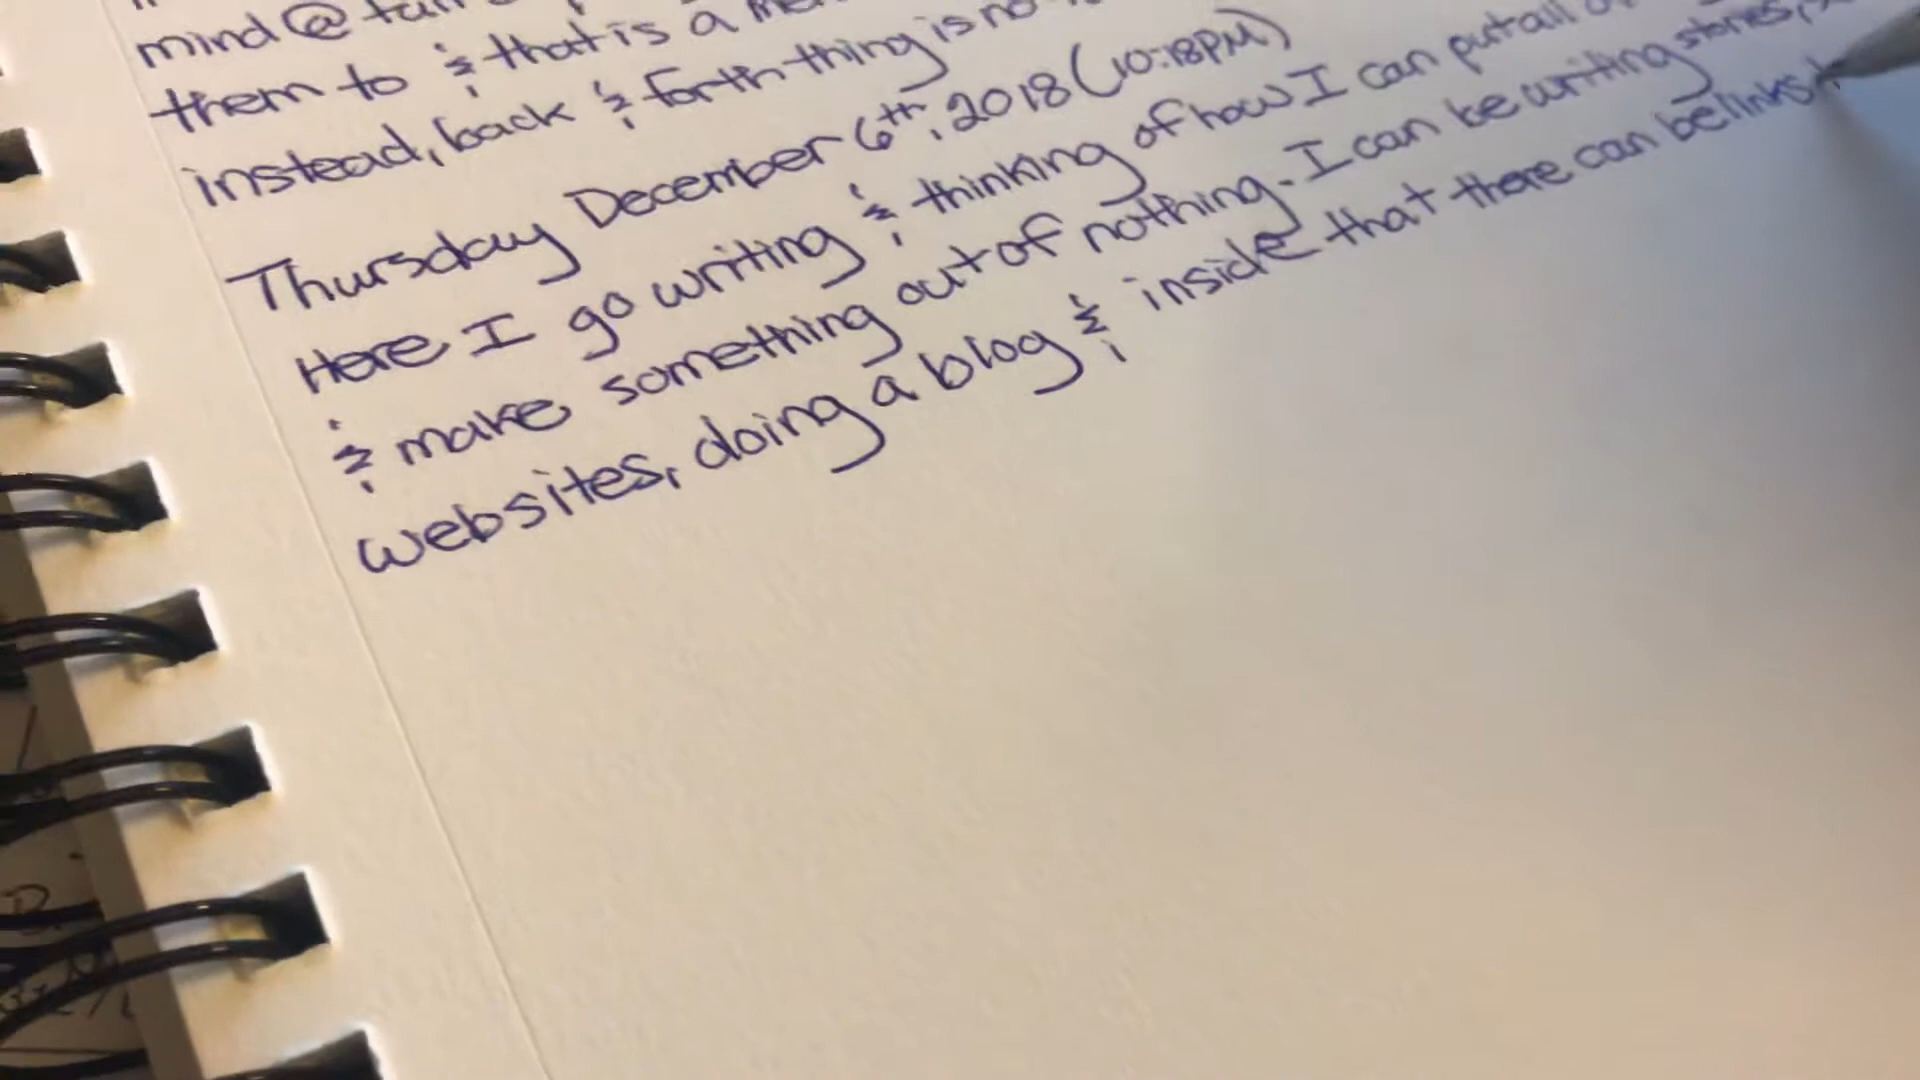 mind @
them to & that is a
instead, back & forth thing is
Thursday December 6th, 2018 (10:18PM)
Here I go writing & thinking of how I can put all
& make something out of nothing. I can be writing stories,
websites, doing a blog & inside that there can be links